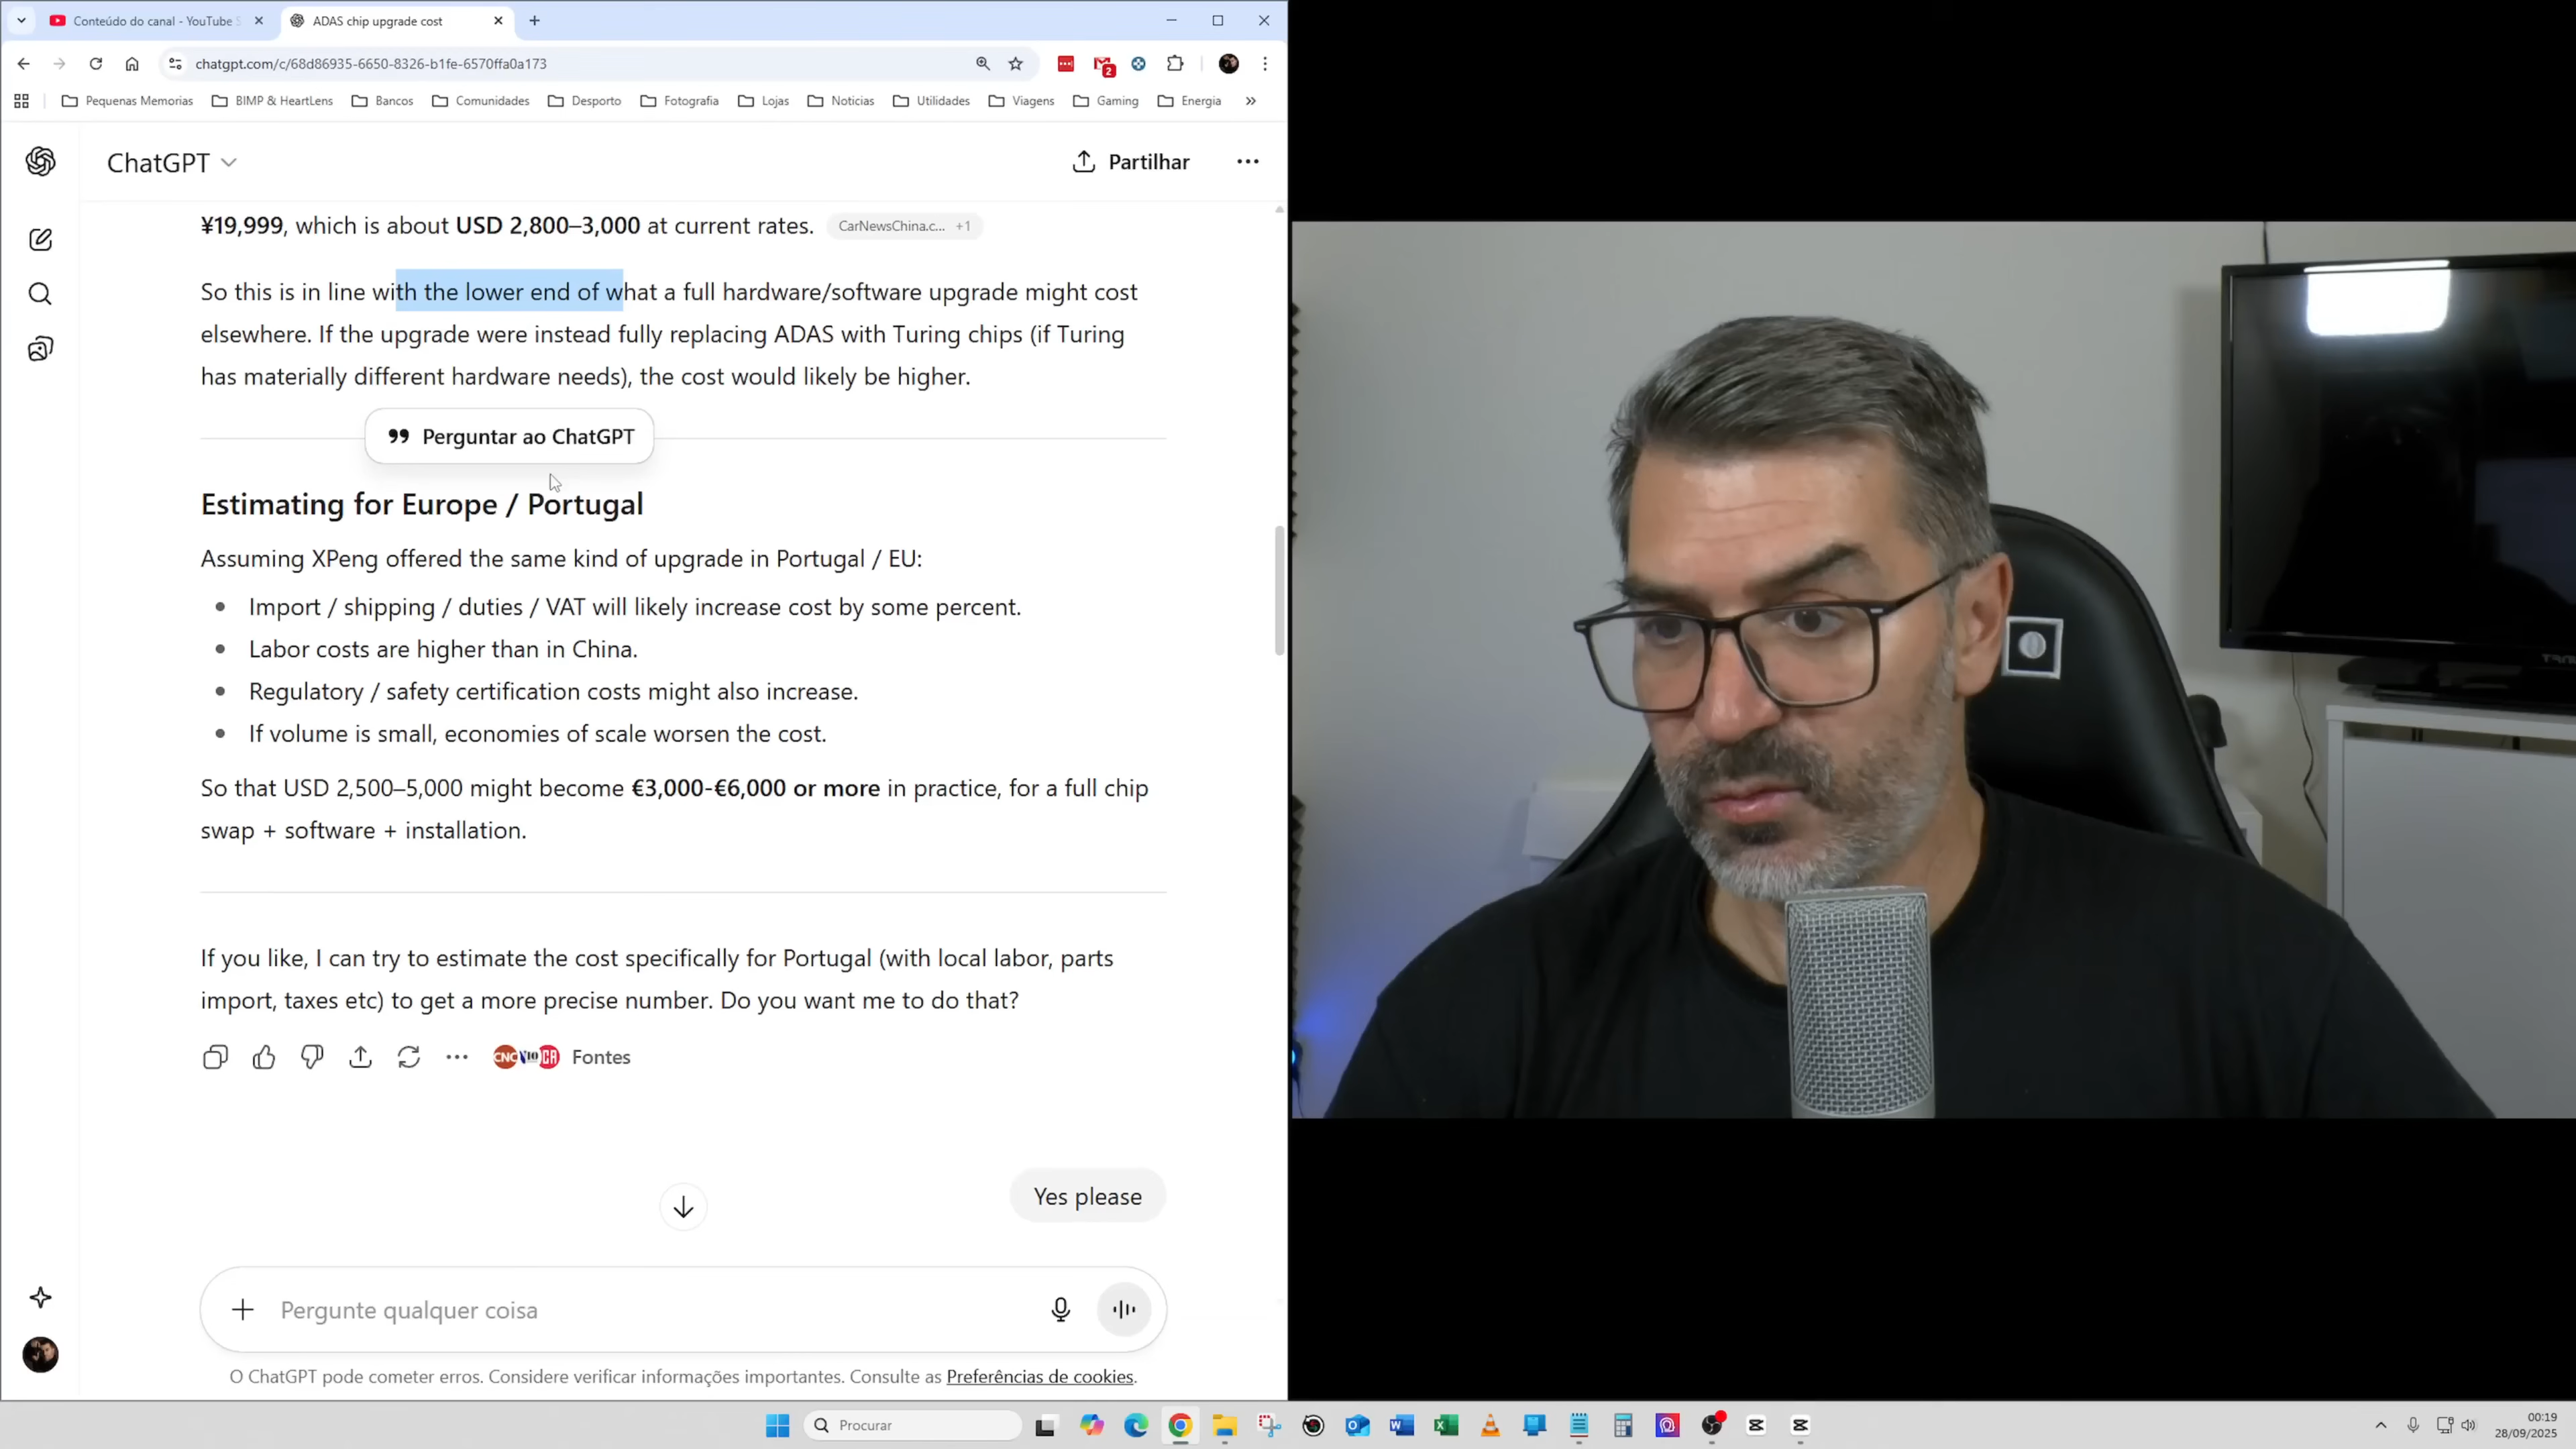 Conteúdo do canal - YouTube S
ADAS chip upgrade cost
chatgpt.com/c/68d86935-6650-8326-b1fe-6570ffa0a173
2
Pequenas Memorias
BIMP & HeartLens
Bancos
Comunidades
Desporto
Fotografia
Lojas
Noticias
Utilidades
Viagens
Gaming
Energia
ChatGPT
Partilhar
¥19,999, which is about USD 2,800–3,000 at current rates. CarNewsChina.c... +1
So this is in line with the lower end of what a full hardware/software upgrade might cost
elsewhere. If the upgrade were instead fully replacing ADAS with Turing chips (if Turing
has materially different hardware needs), the cost would likely be higher.
Perguntar ao ChatGPT
Estimating for Europe / Portugal
Assuming XPeng offered the same kind of upgrade in Portugal / EU:
• Import / shipping / duties / VAT will likely increase cost by some percent.
• Labor costs are higher than in China.
• Regulatory / safety certification costs might also increase.
• If volume is small, economies of scale worsen the cost.
So that USD 2,500–5,000 might become €3,000-€6,000 or more in practice, for a full chip
swap + software + installation.
If you like, I can try to estimate the cost specifically for Portugal (with local labor, parts
import, taxes etc) to get a more precise number. Do you want me to do that?
Fontes
Yes please
Pergunte qualquer coisa
O ChatGPT pode cometer erros. Considere verificar informações importantes. Consulte as Preferências de cookies.
Procurar
00:19
28/09/2025